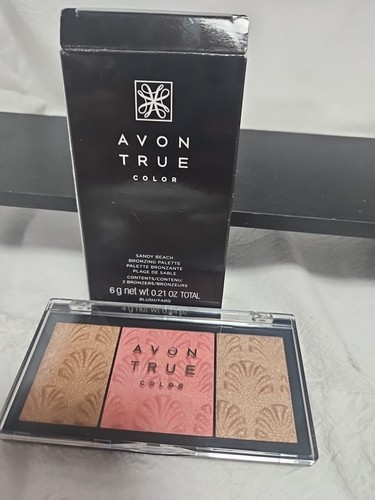 AVON
TRUE
COLOR
SANDY BEACH
BRONZING PALETTE
PALETTE BRONZANTE
PLAGE DE SABLE
CONTENTS/CONTENU:
2 BRONZERS/BRONZEURS
6 g net wt 0.21 OZ TOTAL
BLUSH/FARD
AVON
TRUE
COLOR